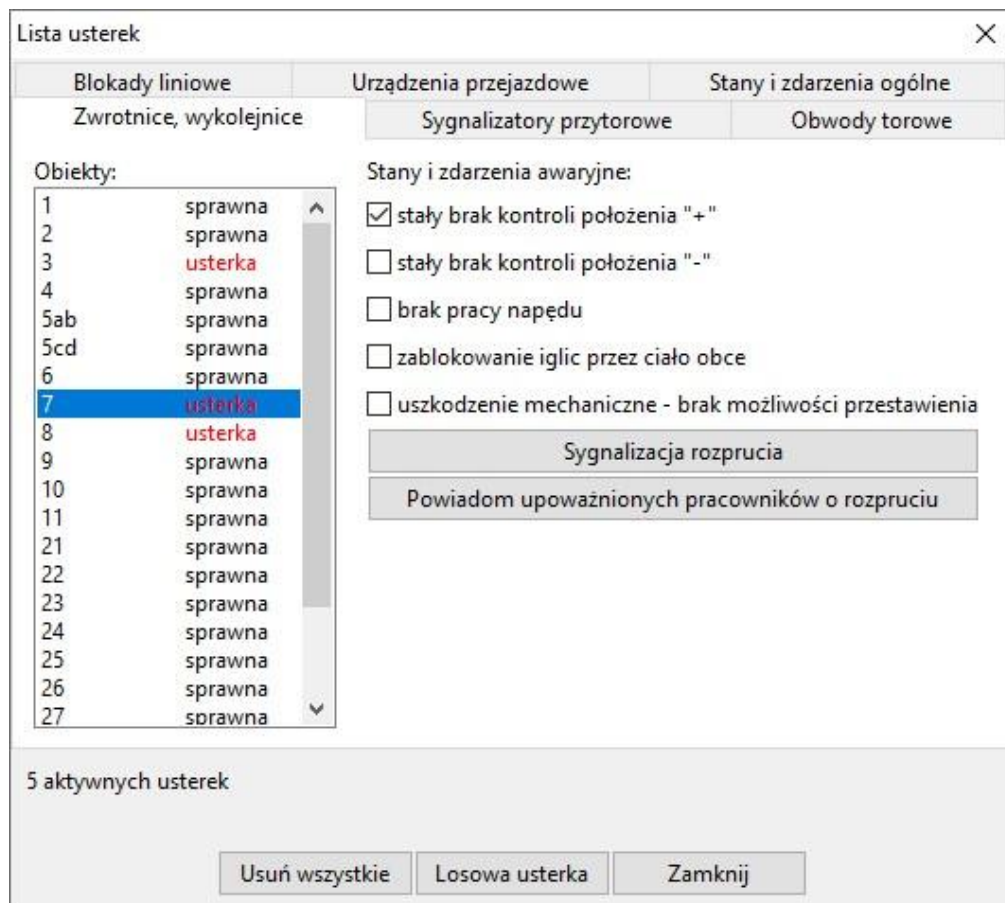 Lista usterek
Blokady liniowe Urządzenia przejazdowe Stany i zdarzenia ogólne
Zwrotnice, wykolejnice Sygnalizatory przytorowe Obwody torowe
Obiekty:
1 sprawna
2 sprawna
3 usterka
4 sprawna
5ab sprawna
5cd sprawna
6 sprawna
7 usterka
8 usterka
9 sprawna
10 sprawna
11 sprawna
21 sprawna
22 sprawna
23 sprawna
24 sprawna
25 sprawna
26 sprawna
27 sprawna
Stany i zdarzenia awaryjne:
stały brak kontroli położenia "+"
stały brak kontroli położenia "-"
brak pracy napędu
zablokowanie iglic przez ciało obce
uszkodzenie mechaniczne - brak możliwości przestawienia
Sygnalizacja rozprucia
Powiadom upoważnionych pracowników o rozpruciu
5 aktywnych usterek
Usuń wszystkie Losowa usterka Zamknij